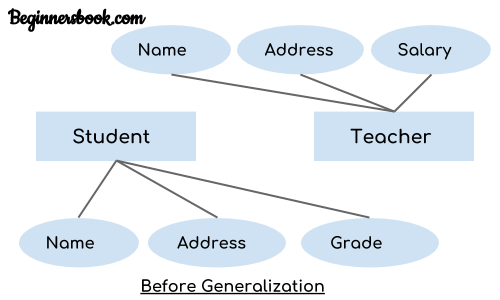 Beginnersbook.com
Name
Address
Salary
Student
Teacher
Name
Address
Grade
Before Generalization